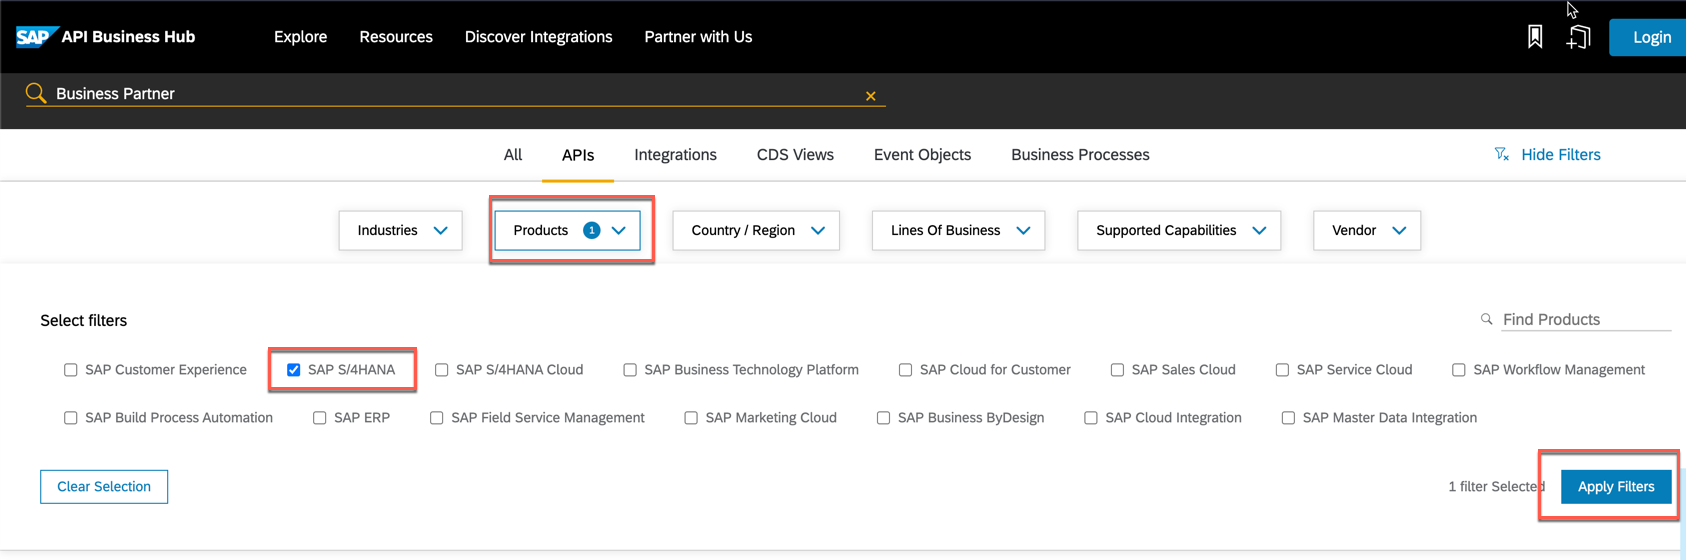 SAP API Business Hub Explore Resources Discover Integrations Partner with Us Login
Business Partner
All APIs Integrations CDS Views Event Objects Business Processes Hide Filters
Industries Products 1 Country / Region Lines Of Business Supported Capabilities Vendor
Select filters Find Products
SAP Customer Experience SAP S/4HANA SAP S/4HANA Cloud SAP Business Technology Platform SAP Cloud for Customer SAP Sales Cloud SAP Service Cloud SAP Workflow Management
SAP Build Process Automation SAP ERP SAP Field Service Management SAP Marketing Cloud SAP Business ByDesign SAP Cloud Integration SAP Master Data Integration
Clear Selection 1 filter Selected Apply Filters